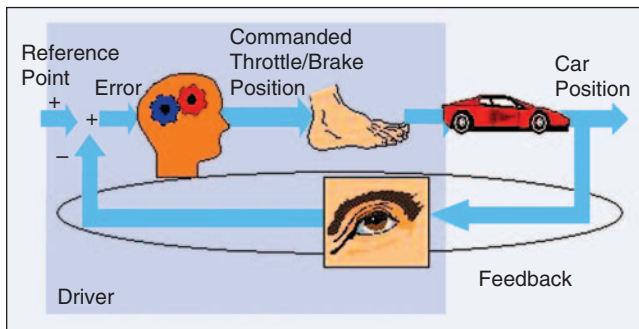 Reference
Point
+
+
–
Error
Commanded
Throttle/Brake
Position
Car
Position
Driver
Feedback